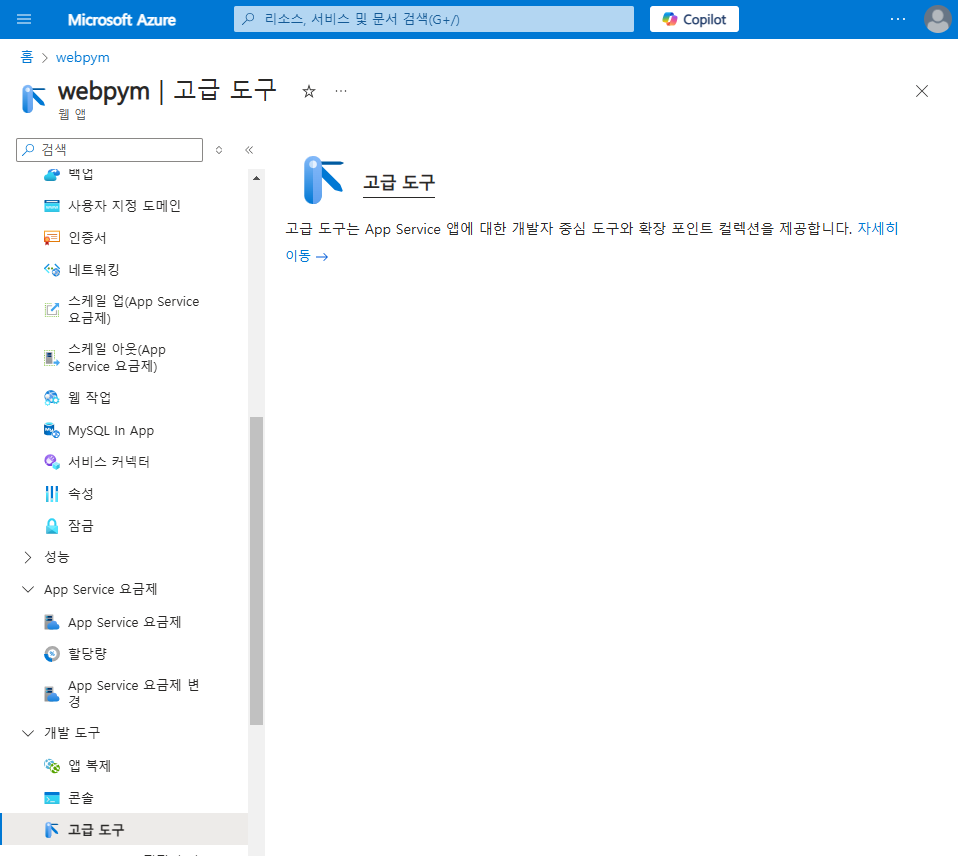 Microsoft Azure
리소스, 서비스 및 문서 검색(G+/)
Copilot
홈 > webpym
webpym | 고급 도구
웹 앱
검색
백업
사용자 지정 도메인
인증서
네트워킹
스케일 업(App Service
요금제)
스케일 아웃(App
Service 요금제)
웹 작업
MySQL In App
서비스 커넥터
속성
잠금
성능
App Service 요금제
App Service 요금제
할당량
App Service 요금제 변
경
개발 도구
앱 복제
콘솔
고급 도구
고급 도구
고급 도구는 App Service 앱에 대한 개발자 중심 도구와 확장 포인트 컬렉션을 제공합니다. 자세히
이동 →